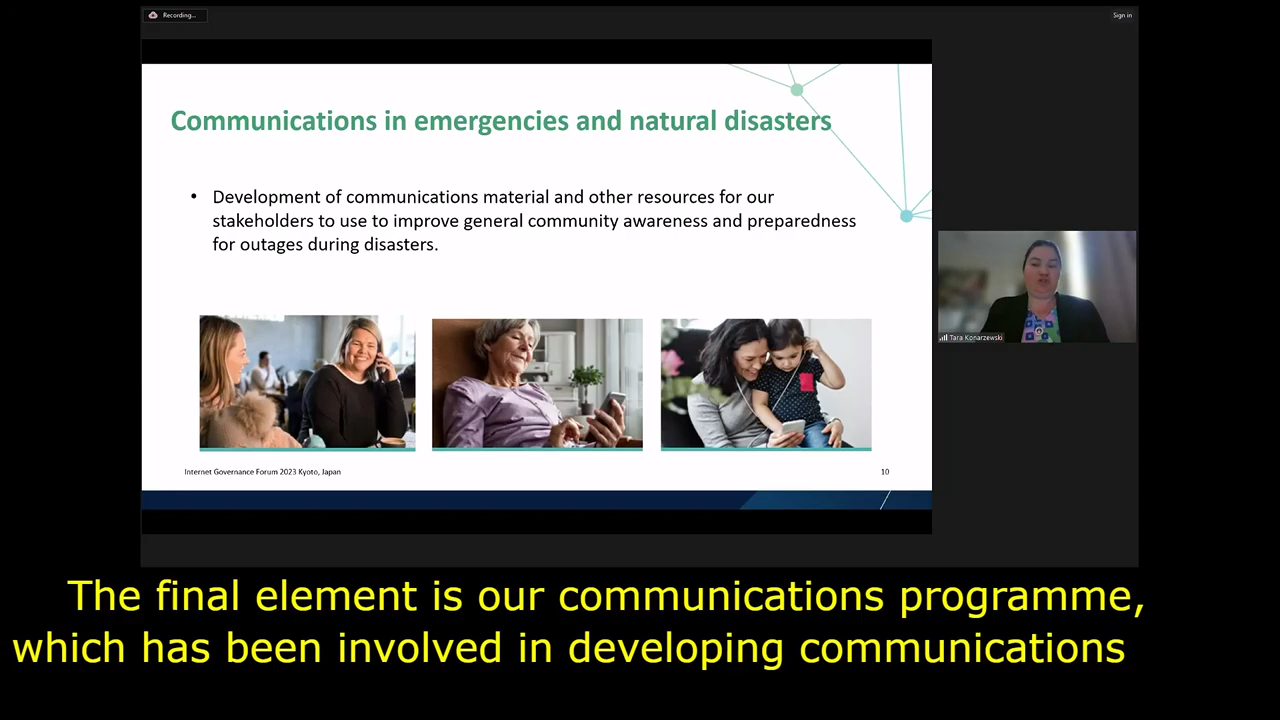 Recording...
Sign in
Communications in emergencies and natural disasters
• Development of communications material and other resources for our
stakeholders to use to improve general community awareness and preparedness
for outages during disasters.
Tara Konarzewski
Internet Governance Forum 2023 Kyoto, Japan
10
The final element is our communications programme,
which has been involved in developing communications